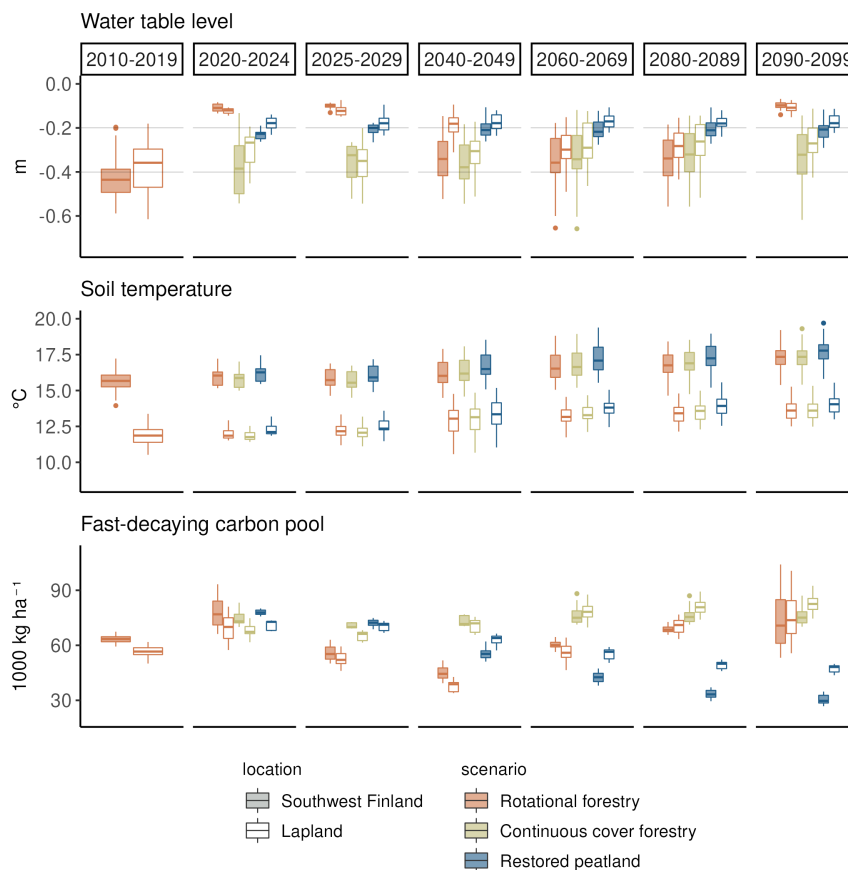 Water table level
2010-2019 2020-2024 2025-2029 2040-2049 2060-2069 2080-2089 2090-2099
0.0
-0.2
-0.4
-0.6
m
Soil temperature
20.0
17.5
15.0
12.5
10.0
°C
Fast-decaying carbon pool
90
60
30
1000 kg ha⁻¹
location scenario
Southwest Finland Rotational forestry
Lapland Continuous cover forestry
Restored peatland